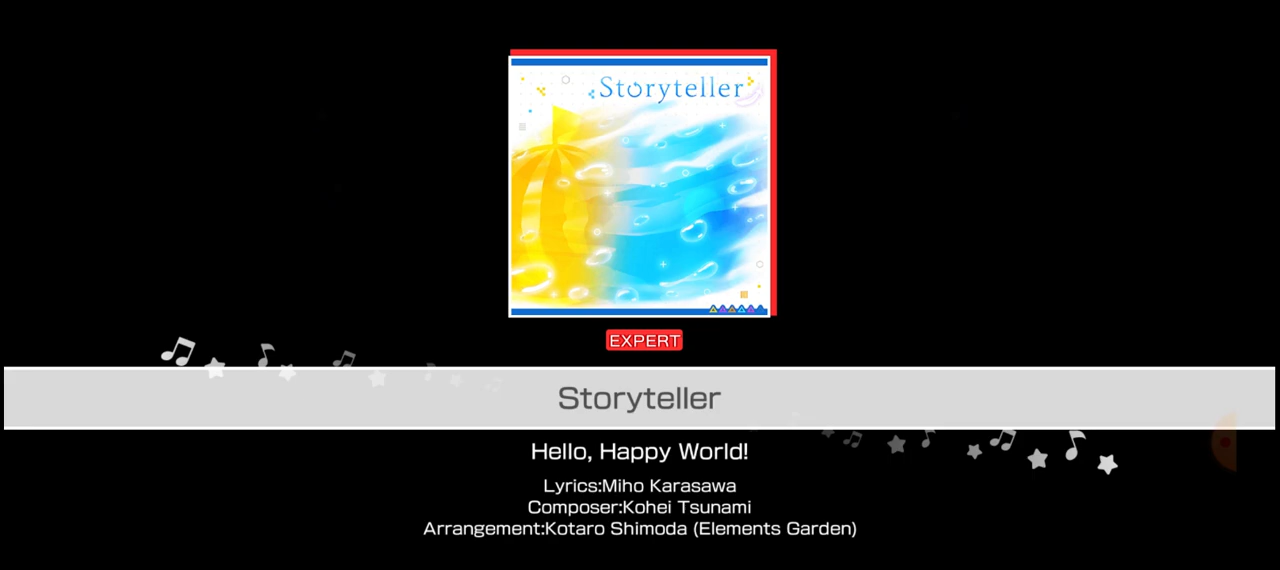 Storyteller
EXPERT
Storyteller
Hello, Happy World!
Lyrics:Miho Karasawa
Composer:Kohei Tsunami
Arrangement:Kotaro Shimoda (Elements Garden)